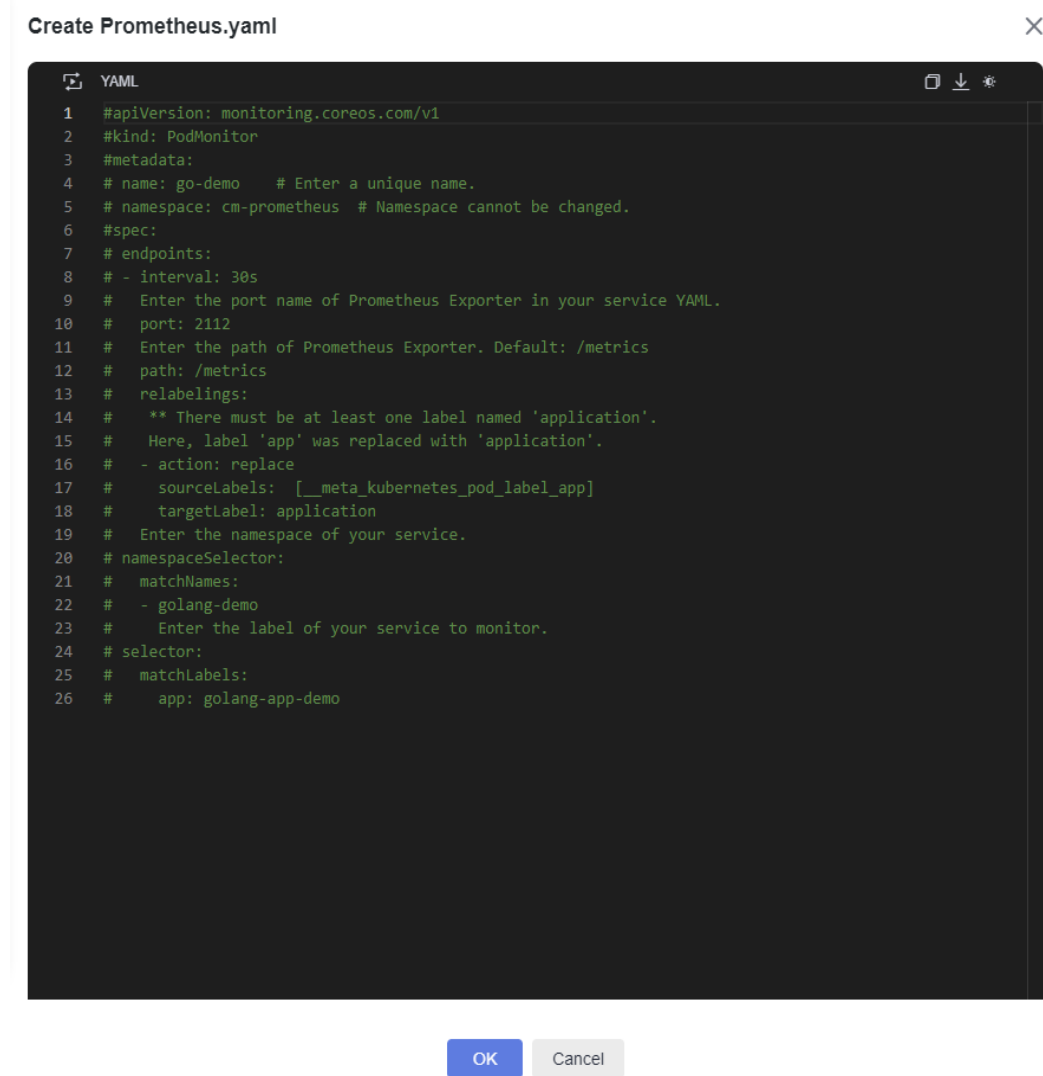 Create Prometheus.yaml
YAML
1 #apiVersion: monitoring.coreos.com/v1
2 #kind: PodMonitor
3 #metadata:
4 # name: go-demo    # Enter a unique name.
5 # namespace: cm-prometheus  # Namespace cannot be changed.
6 #spec:
7 # endpoints:
8 # - interval: 30s
9 #   Enter the port name of Prometheus Exporter in your service YAML.
10 #   port: 2112
11 #   Enter the path of Prometheus Exporter. Default: /metrics
12 #   path: /metrics
13 #   relabelings:
14 #    ** There must be at least one label named 'application'.
15 #    Here, label 'app' was replaced with 'application'.
16 #   - action: replace
17 #     sourceLabels:  [__meta_kubernetes_pod_label_app]
18 #     targetLabel: application
19 #   Enter the namespace of your service.
20 # namespaceSelector:
21 #   matchNames:
22 #   - golang-demo
23 #     Enter the label of your service to monitor.
24 # selector:
25 #   matchLabels:
26 #     app: golang-app-demo
OK Cancel